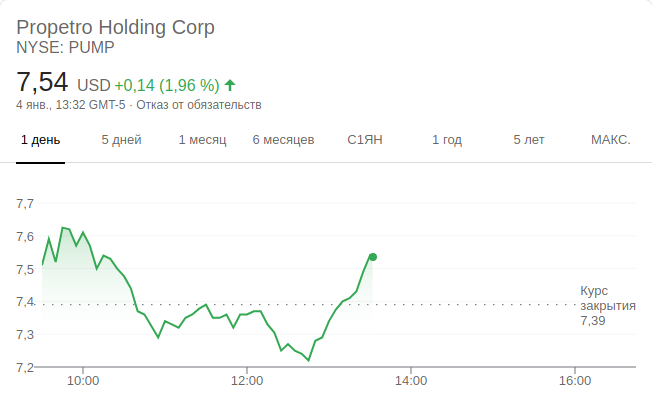 Propetro Holding Corp
NYSE: PUMP
7,54 USD +0,14 (1,96 %)
4 янв., 13:32 GMT-5 · Отказ от обязательств
1 день 5 дней 1 месяц 6 месяцев С1ЯН 1 год 5 лет МАКС.
7,7
7,6
7,5
7,4
7,3
7,2
Курс
закрытия
7,39
10:00 12:00 14:00 16:00